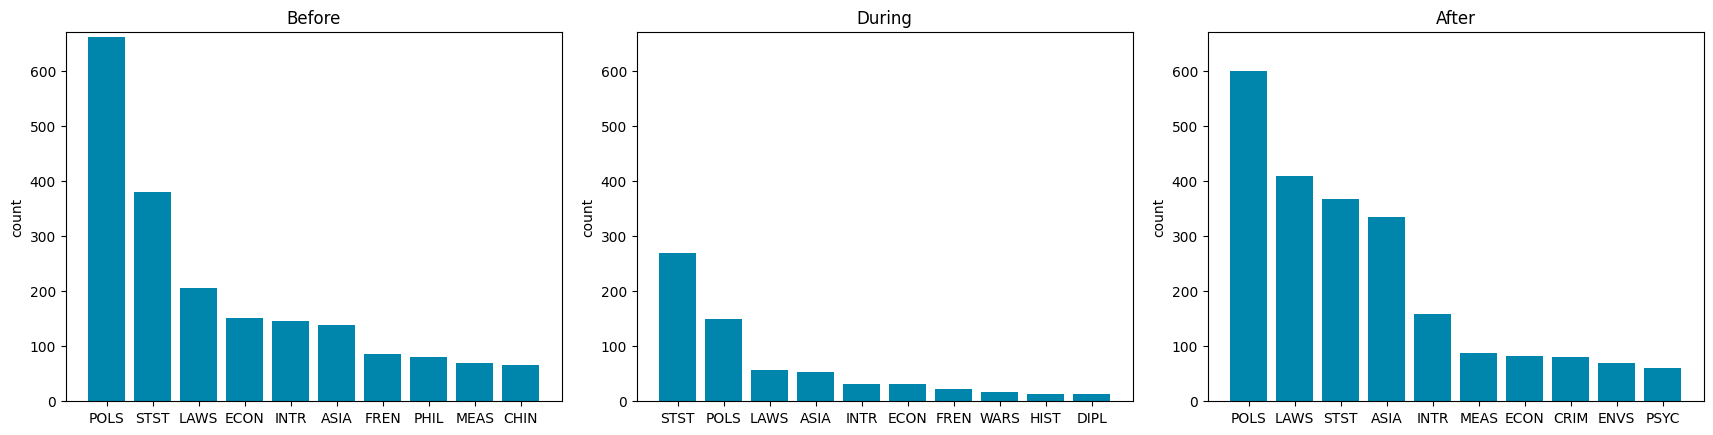 Before
count
600
500
400
300
200
100
0
POLS STST LAWS ECON INTR ASIA FREN PHIL MEAS CHIN
During
count
600
500
400
300
200
100
0
STST POLS LAWS ASIA INTR ECON FREN WARS HIST DIPL
After
count
600
500
400
300
200
100
0
POLS LAWS STST ASIA INTR MEAS ECON CRIM ENVS PSYC